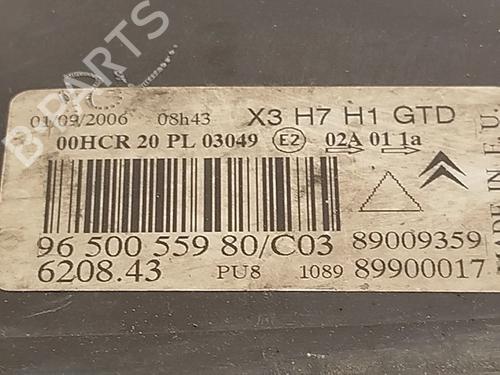 B-PARTS
01/09/2006 08h43 X3 H7 H1 GTD
00HCR 20 PL 03049 E2 02A 01 1a
96 500 559 80/C03 89009359
6208.43 PU8 1089 89900017